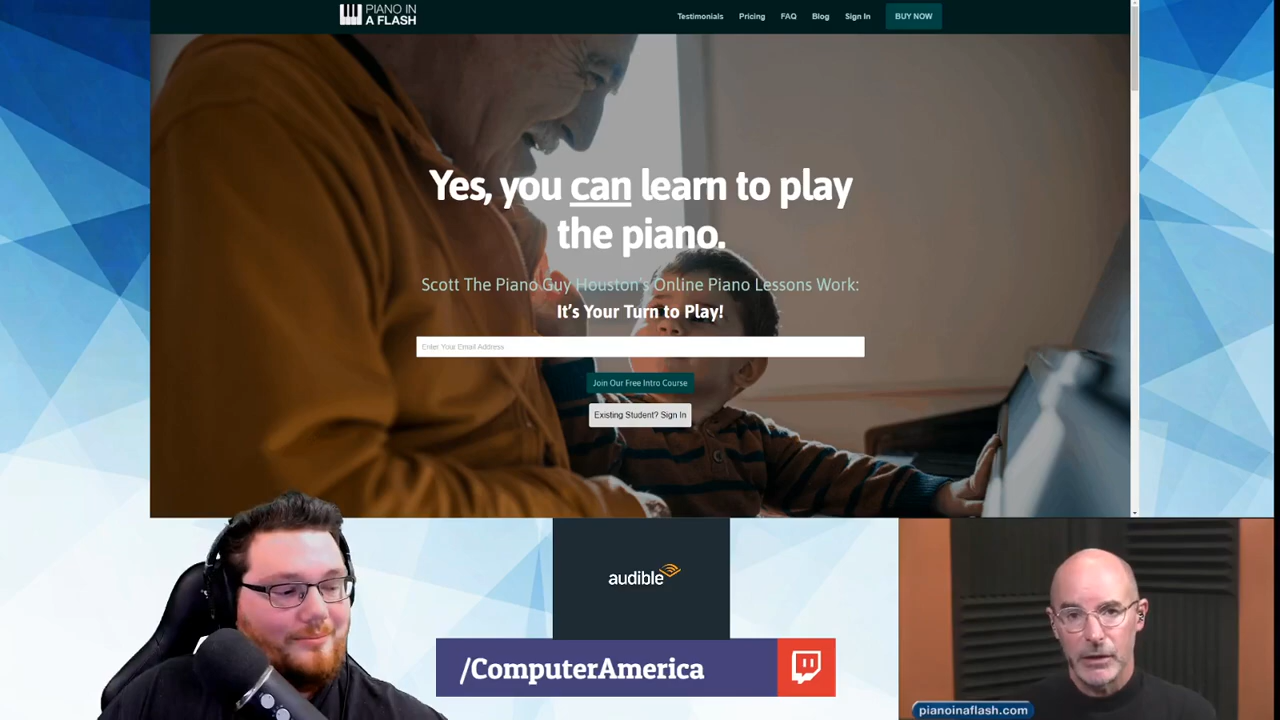 PIANO IN
A FLASH
Testimonials Pricing FAQ Blog Sign In BUY NOW
Yes, you can learn to play
the piano.
Scott The Piano Guy Houston's Online Piano Lessons Work:
It's Your Turn to Play!
Enter Your Email Address
Join Our Free Intro Course
Existing Student? Sign In
audible
/ComputerAmerica
pianoinaflash.com